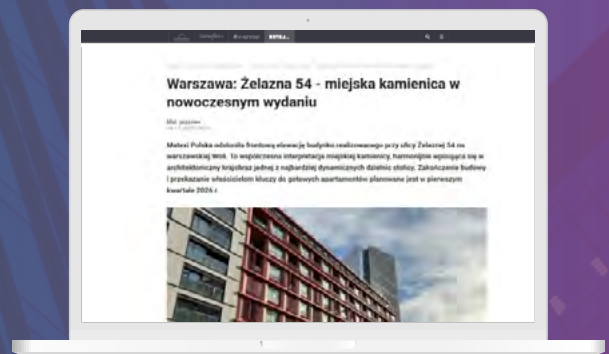 Warszawa: Żelazna 54 - miejska kamienica w
nowoczesnym wydaniu
Matexi Polska odsłoniła frontową elewację budynku realizowanego przy ulicy Żelaznej 54 na
warszawskiej Woli. To współczesna interpretacja miejskiej kamienicy, harmonijnie wpisująca się w
architektoniczny krajobraz jednej z najbardziej dynamicznych dzielnic stolicy. Zakończenie budowy
i przekazanie właścicielom kluczy do gotowych apartamentów planowane jest w pierwszym
kwartale 2026 r.